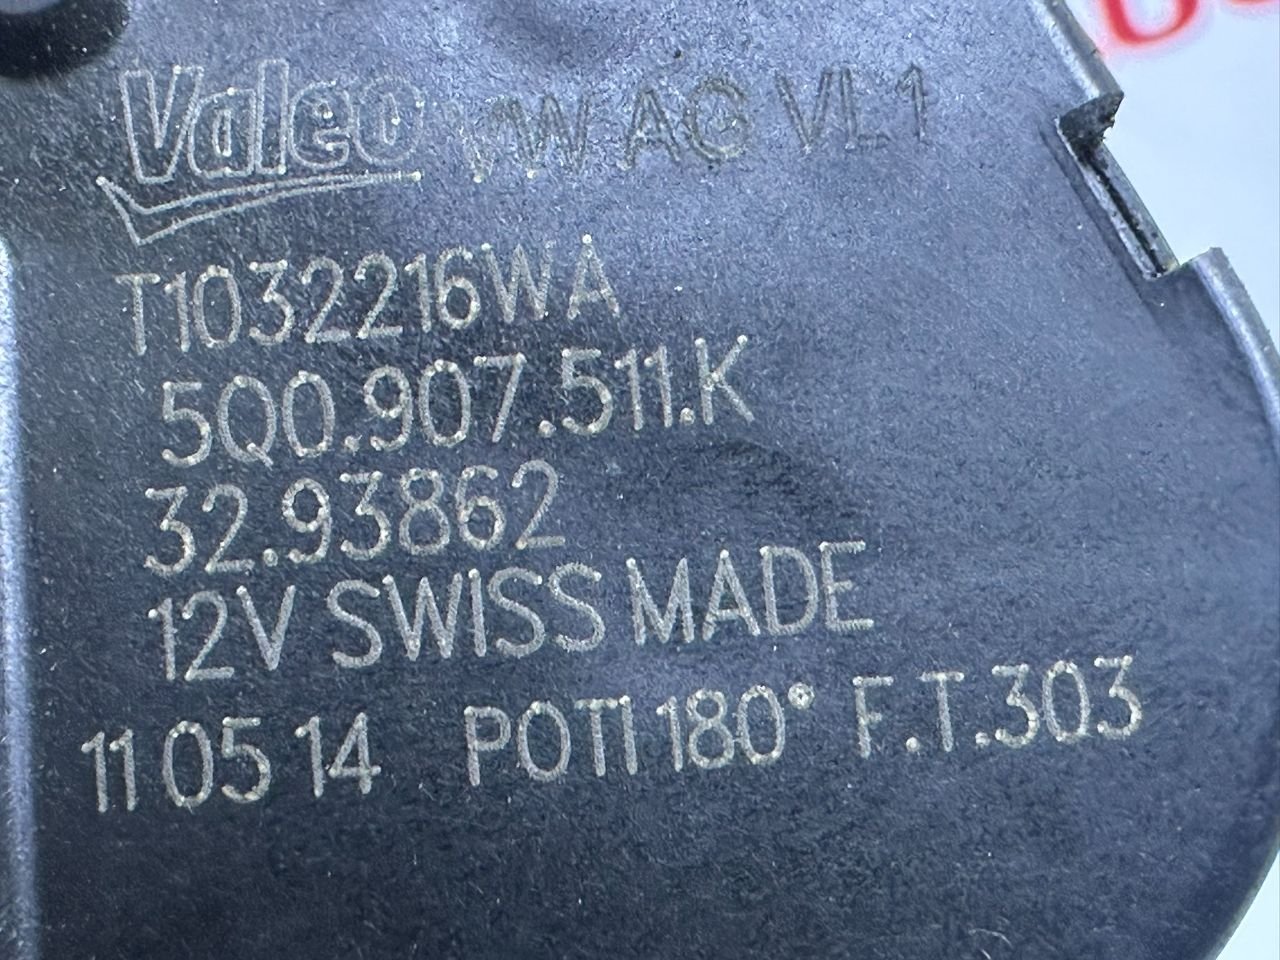 Valeo VW AG VL1
T1032216WA
5Q0.907.511.K
32.93862
12V SWISS MADE
11 05 14 POTI 180° F.T.303